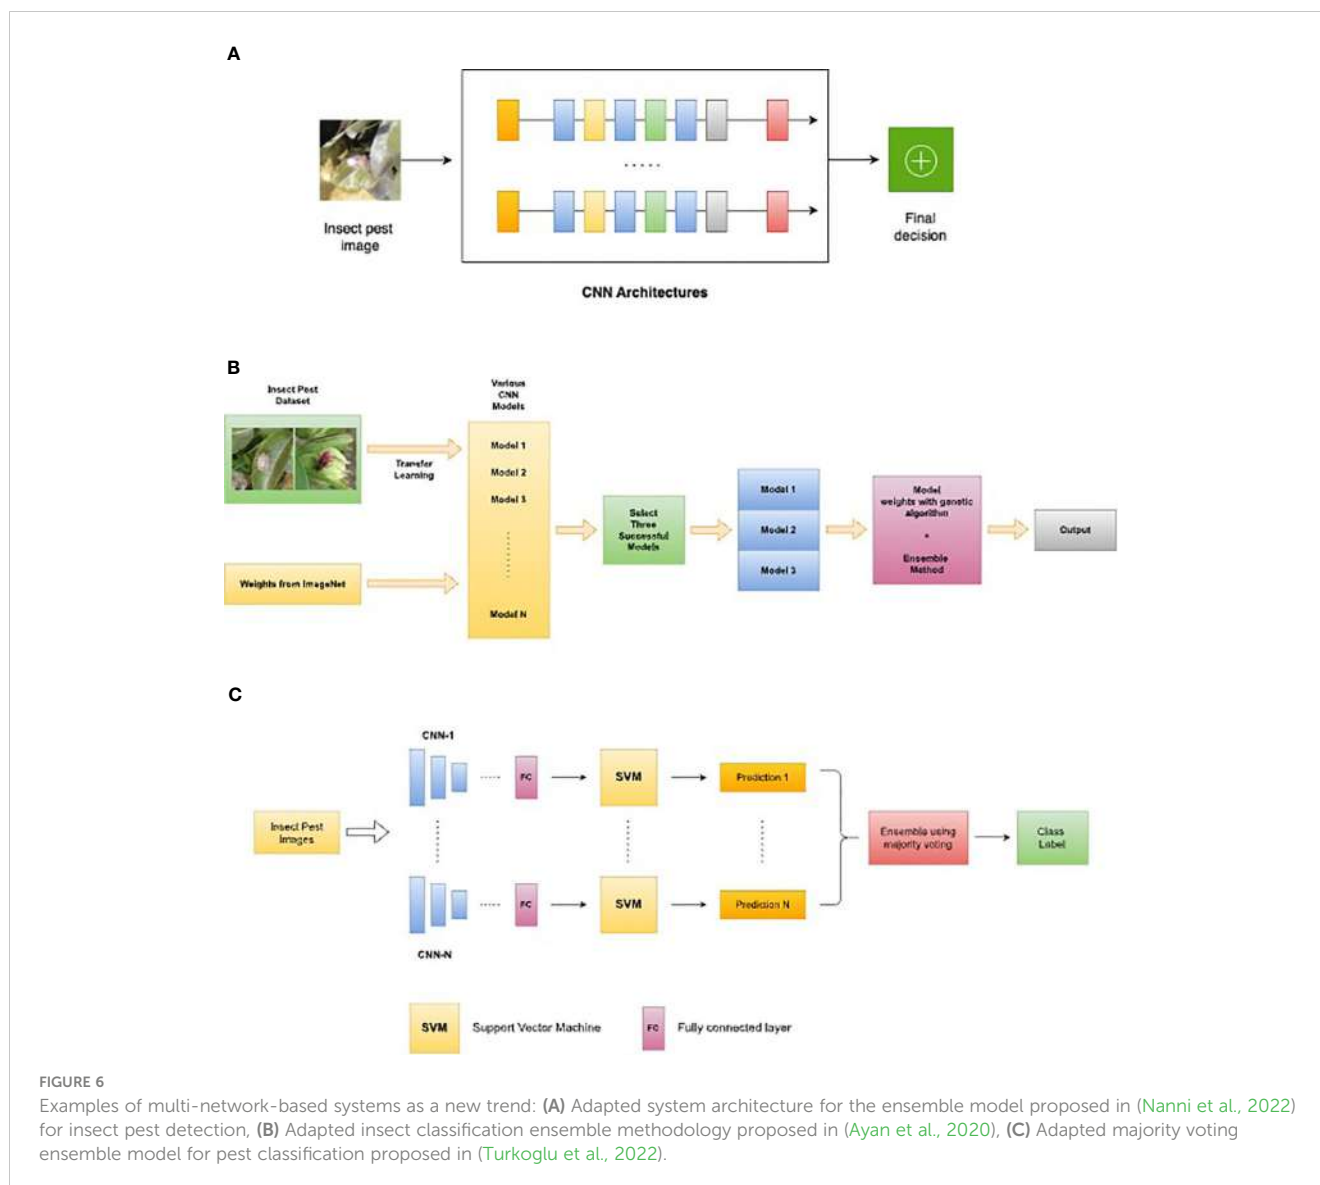 A
Insect pest
image
CNN Architectures
Final
decision
B
Insect Pest
Dataset
Transfer
Learning
Weights from ImageNet
Various
CNN
Models
Model 1
Model 2
Model 3
Model N
Select
Three
Successful
Models
Model 1
Model 2
Model 3
Model
weights with genetic
algorithm
+
Ensemble
Method
Output
C
Insect Pest
Images
CNN-1
FC
SVM
Prediction 1
CNN-N
FC
SVM
Prediction N
Ensemble using
majority voting
Class
Label
SVM
Support Vector Machine
FC
Fully connected layer
FIGURE 6
Examples of multi-network-based systems as a new trend: (A) Adapted system architecture for the ensemble model proposed in (Nanni et al., 2022)
for insect pest detection, (B) Adapted insect classification ensemble methodology proposed in (Ayan et al., 2020), (C) Adapted majority voting
ensemble model for pest classification proposed in (Turkoglu et al., 2022).